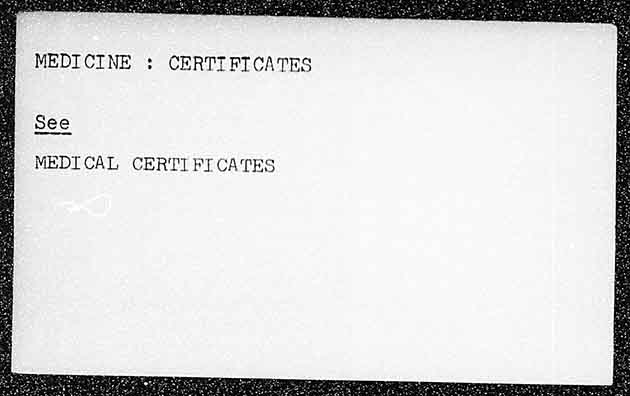 MEDICINE : CERTIFICATES
See
MEDICAL CERTIFICATES